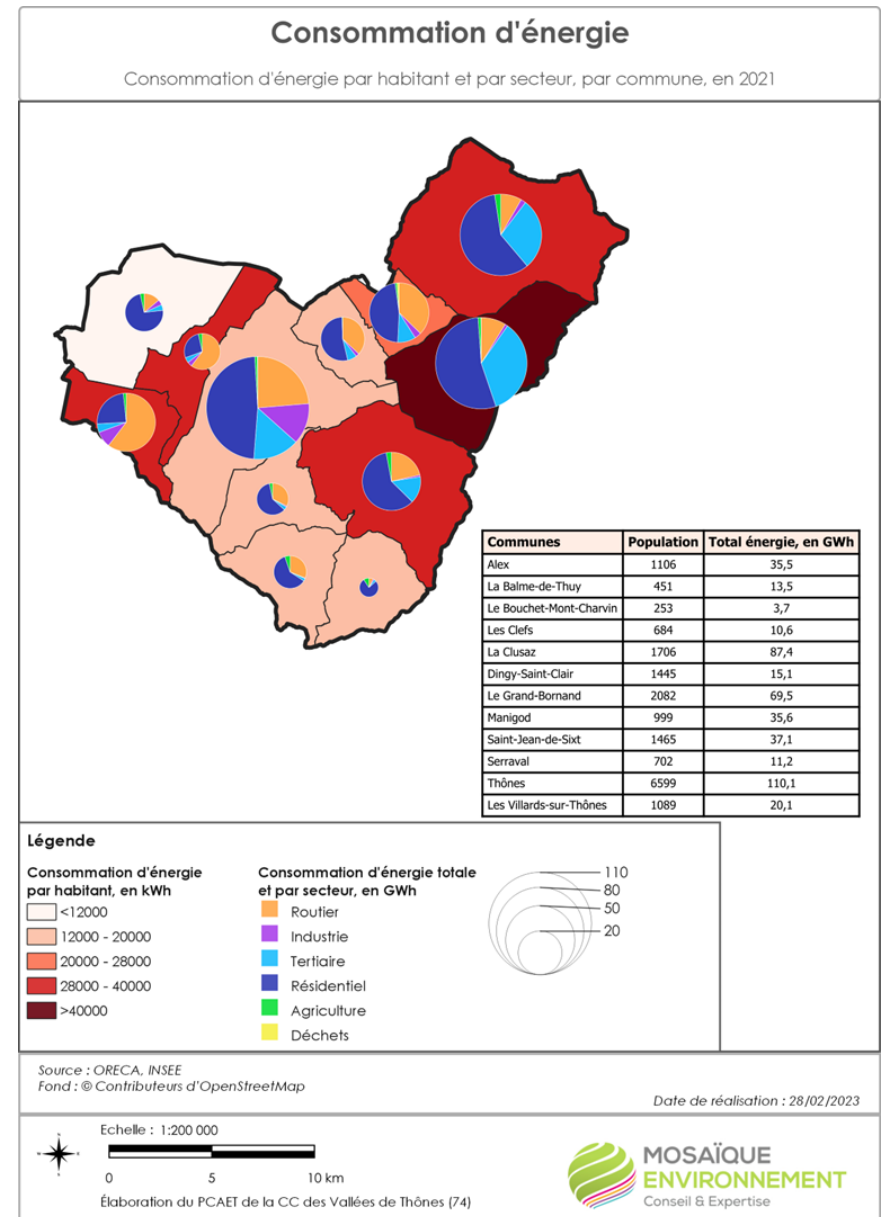 Consommation d'énergie
Consommation d'énergie par habitant et par secteur, par commune, en 2021
Communes Population Total énergie, en GWh
Alex 1106 35,5
La Balme-de-Thuy 451 13,5
Le Bouchet-Mont-Charvin 253 3,7
Les Clefs 684 10,6
La Clusaz 1706 87,4
Dingy-Saint-Clair 1445 15,1
Le Grand-Bornand 2082 69,5
Manigod 999 35,6
Saint-Jean-de-Sixt 1465 37,1
Serraval 702 11,2
Thônes 6599 110,1
Les Villards-sur-Thônes 1089 20,1
Légende
Consommation d'énergie
par habitant, en kWh
<12000
12000 - 20000
20000 - 28000
28000 - 40000
>40000
Consommation d'énergie totale
et par secteur, en GWh
Routier
Industrie
Tertiaire
Résidentiel
Agriculture
Déchets
110
80
50
20
Source : ORECA, INSEE
Fond : © Contributeurs d'OpenStreetMap
Date de réalisation : 28/02/2023
Echelle : 1:200 000
0 5 10 km
Élaboration du PCAET de la CC des Vallées de Thônes (74)
MOSAÏQUE
ENVIRONNEMENT
Conseil & Expertise